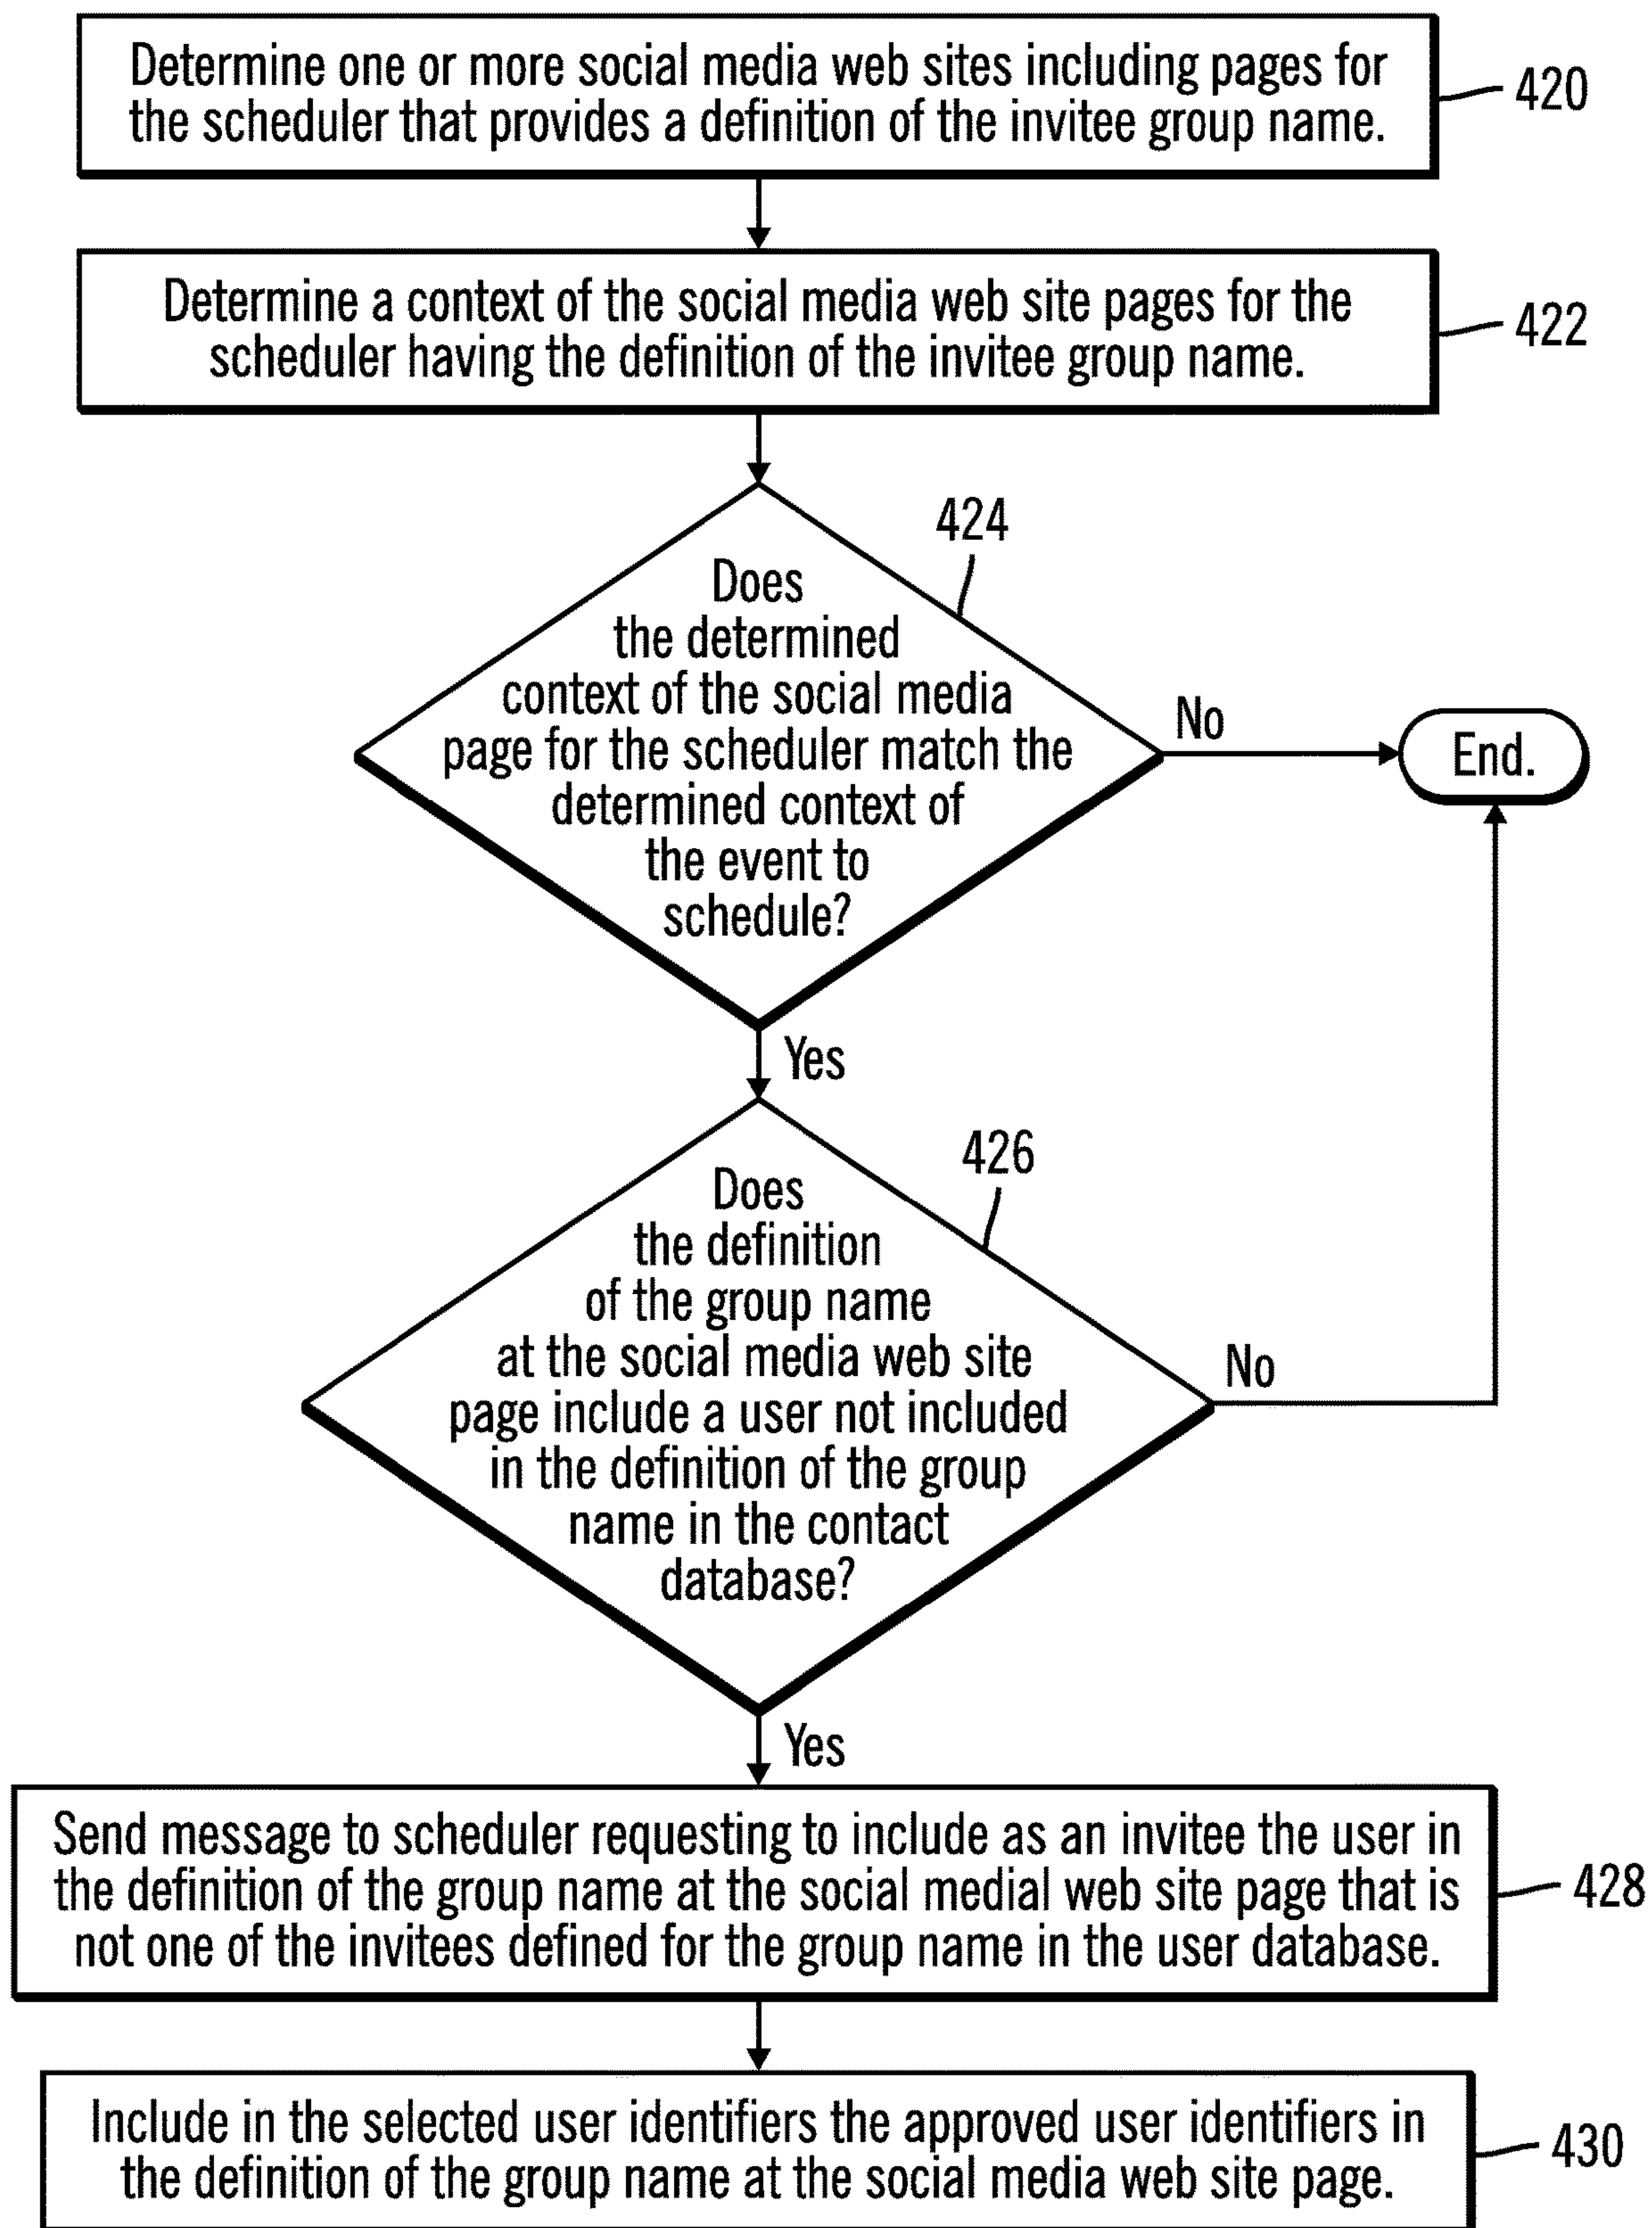 Determine one or more social media web sites including pages for
the scheduler that provides a definition of the invitee group name.
420
Determine a context of the social media web site pages for the
scheduler having the definition of the invitee group name.
422
424
Does
the determined
context of the social media
page for the scheduler match the
determined context of
the event to
schedule?
No
End.
Yes
426
Does
the definition
of the group name
at the social media web site
page include a user not included
in the definition of the group
name in the contact
database?
No
Yes
Send message to scheduler requesting to include as an invitee the user in
the definition of the group name at the social medial web site page that is
not one of the invitees defined for the group name in the user database.
428
Include in the selected user identifiers the approved user identifiers in
the definition of the group name at the social media web site page.
430